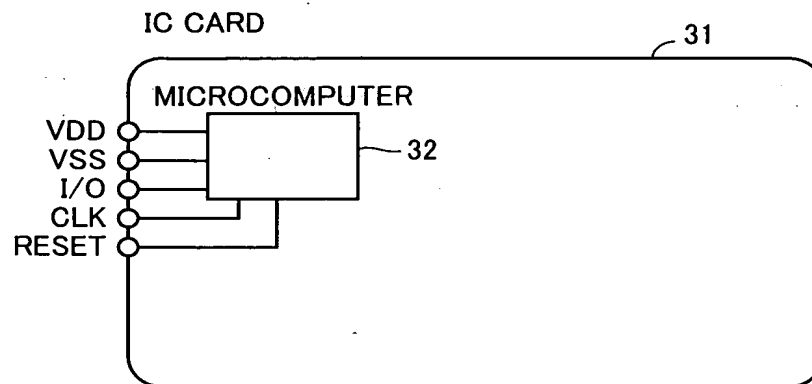 IC CARD
31
MICROCOMPUTER
VDD
VSS
I/O
CLK
RESET
32